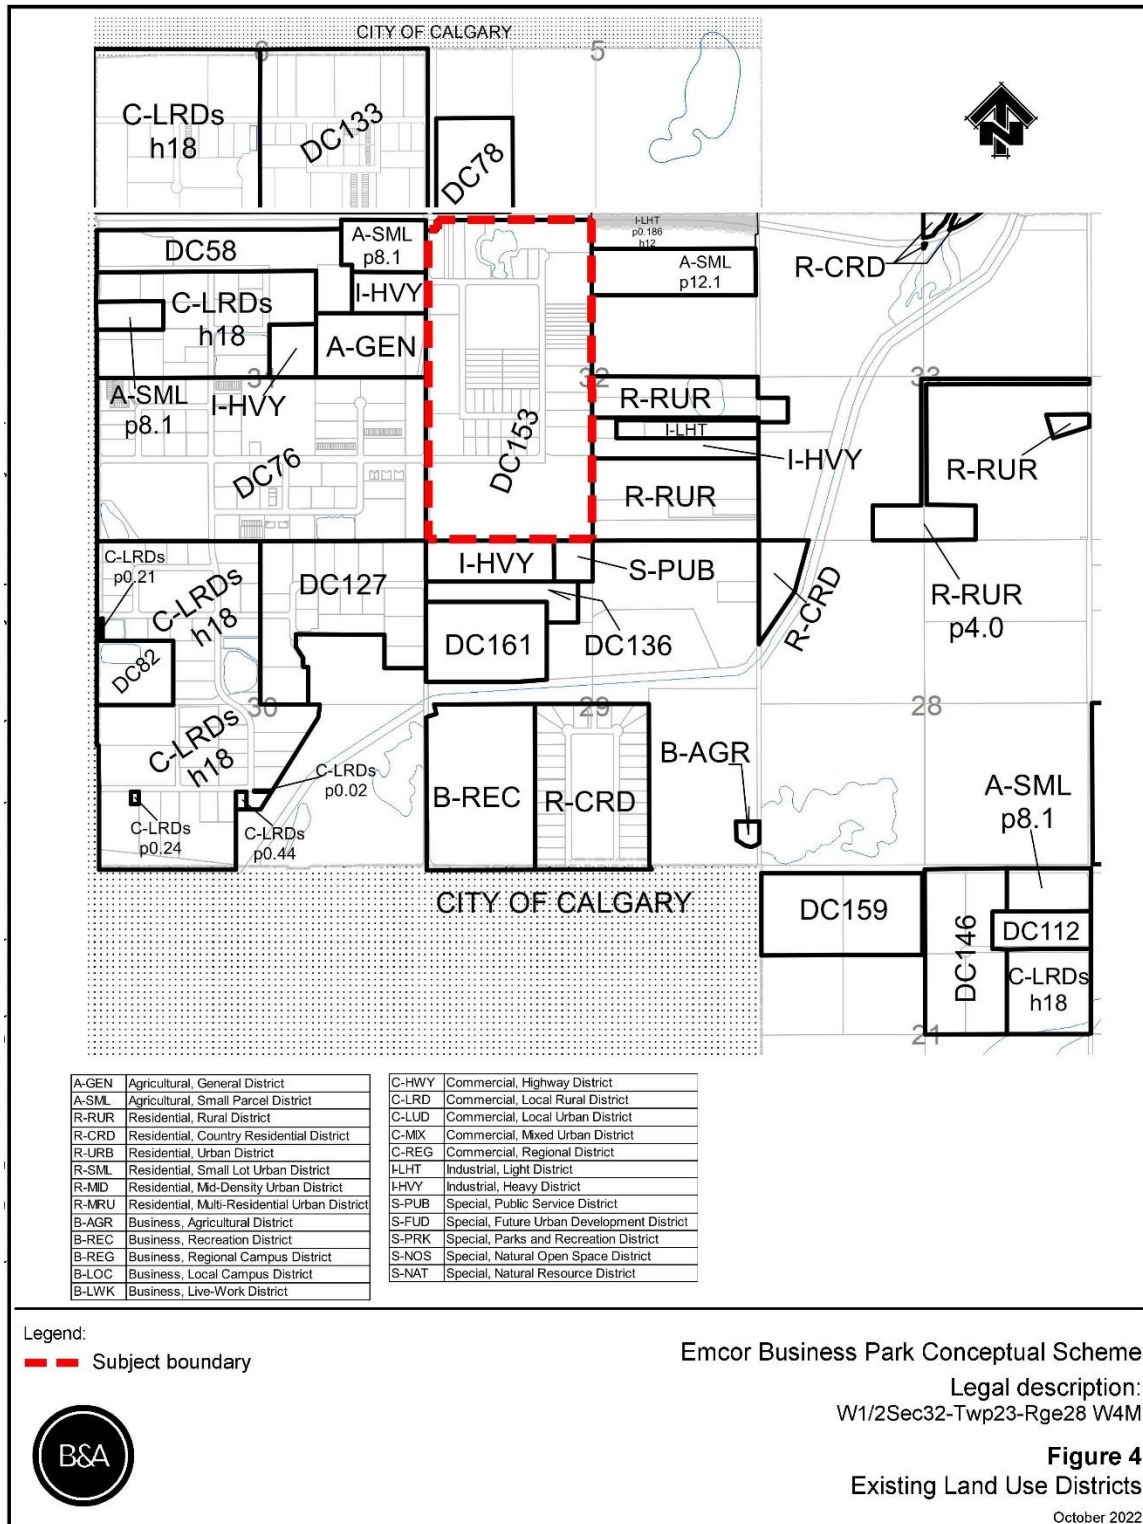 CITY OF CALGARY
6
5
C-LRDs
h18
DC133
DC78
N
DC58
A-SML
p8.1
I-LHT
p0.186
h12
A-SML
p12.1
R-CRD
C-LRDs
h18
I-HVY
A-GEN
31
32
33
A-SML
p8.1
I-HVY
DC153
R-RUR
I-LHT
I-HVY
R-RUR
DC76
R-RUR
C-LRDs
p0.21
C-LRDs
h18
DC127
I-HVY
S-PUB
R-CRD
R-RUR
p4.0
DC82
DC161
DC136
30
29
28
C-LRDs
h18
C-LRDs
p0.02
B-REC
R-CRD
B-AGR
A-SML
p8.1
C-LRDs
p0.24
C-LRDs
p0.44
CITY OF CALGARY
DC159
DC146
DC112
C-LRDs
h18
21
A-GEN Agricultural, General District
A-SML Agricultural, Small Parcel District
R-RUR Residential, Rural District
R-CRD Residential, Country Residential District
R-URB Residential, Urban District
R-SML Residential, Small Lot Urban District
R-MID Residential, Mid-Density Urban District
R-MRU Residential, Multi-Residential Urban District
B-AGR Business, Agricultural District
B-REC Business, Recreation District
B-REG Business, Regional Campus District
B-LOC Business, Local Campus District
B-LWK Business, Live-Work District
C-HWY Commercial, Highway District
C-LRD Commercial, Local Rural District
C-LUD Commercial, Local Urban District
C-MIX Commercial, Mixed Urban District
C-REG Commercial, Regional District
I-LHT Industrial, Light District
I-HVY Industrial, Heavy District
S-PUB Special, Public Service District
S-FUD Special, Future Urban Development District
S-PRK Special, Parks and Recreation District
S-NOS Special, Natural Open Space District
S-NAT Special, Natural Resource District
Legend:
Subject boundary
B&A
Emcor Business Park Conceptual Scheme
Legal description:
W1/2Sec32-Twp23-Rge28 W4M
Figure 4
Existing Land Use Districts
October 2022